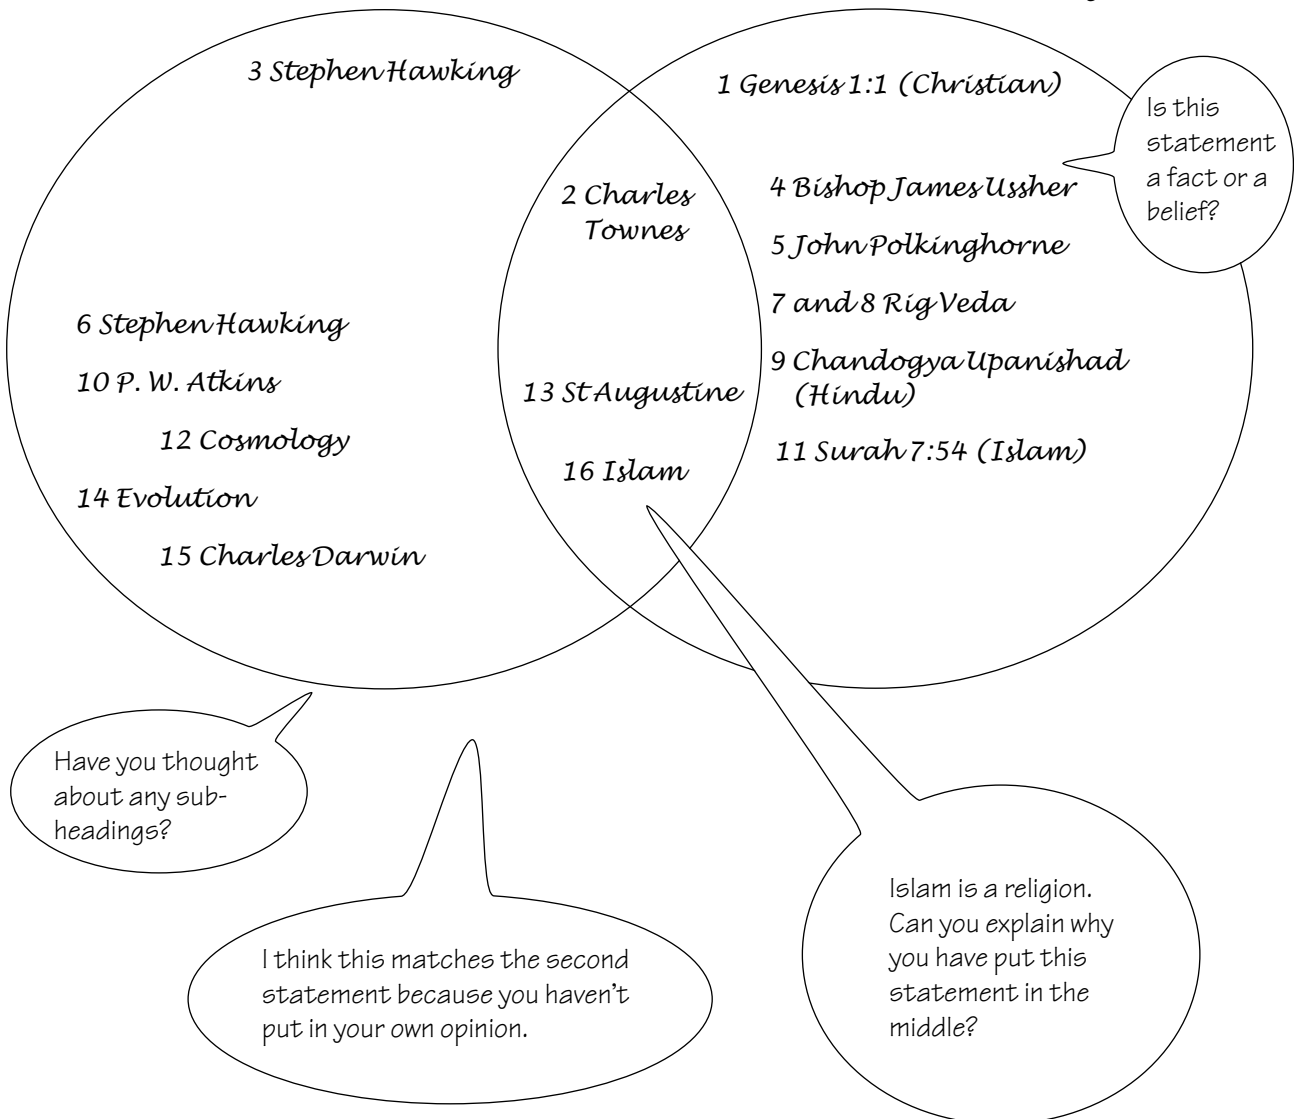 3 Stephen Hawking
1 Genesis 1:1 (Christian)
Is this
statement
a fact or a
belief?
2 Charles
Townes
4 Bishop James Ussher
5 John Polkinghorne
7 and 8 Rig Veda
6 Stephen Hawking
9 Chandogya Upanishad
(Hindu)
10 P. W. Atkins
13 St Augustine
12 Cosmology
11 Surah 7:54 (Islam)
16 Islam
14 Evolution
15 Charles Darwin
Have you thought
about any sub-
headings?
I think this matches the second
statement because you haven't
put in your own opinion.
Islam is a religion.
Can you explain why
you have put this
statement in the
middle?